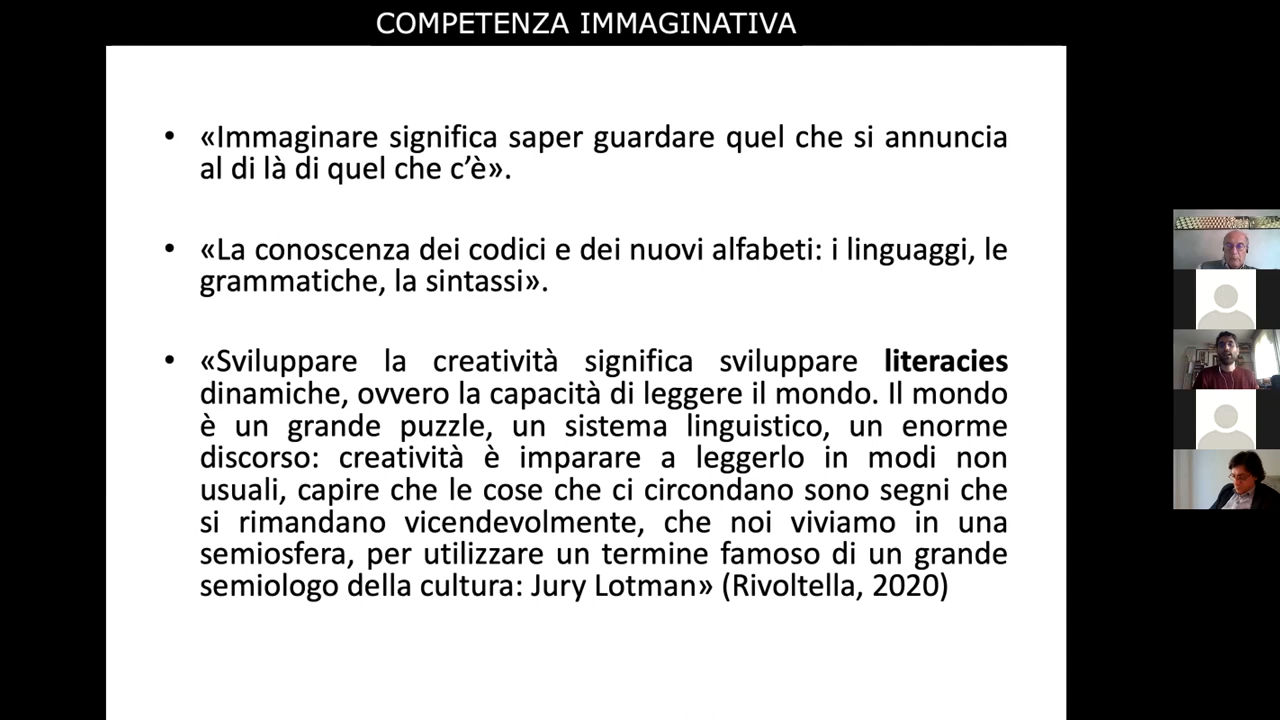 COMPETENZA IMMAGINATIVA
• «Immaginare significa saper guardare quel che si annuncia
al di là di quel che c’è».
• «La conoscenza dei codici e dei nuovi alfabeti: i linguaggi, le
grammatiche, la sintassi».
• «Sviluppare la creatività significa sviluppare literacies
dinamiche, ovvero la capacità di leggere il mondo. Il mondo
è un grande puzzle, un sistema linguistico, un enorme
discorso: creatività è imparare a leggerlo in modi non
usuali, capire che le cose che ci circondano sono segni che
si rimandano vicendevolmente, che noi viviamo in una
semiosfera, per utilizzare un termine famoso di un grande
semiologo della cultura: Jury Lotman» (Rivoltella, 2020)